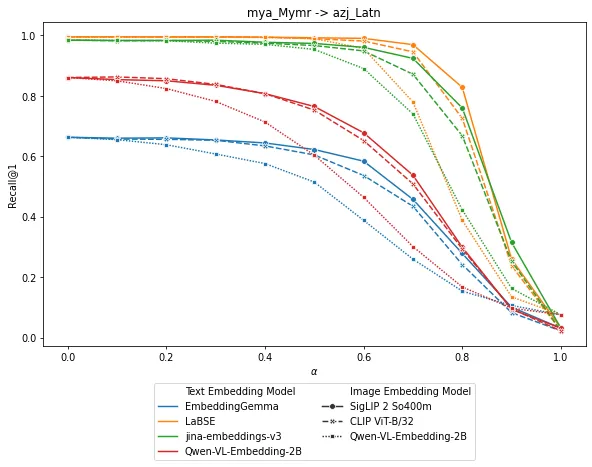 mya_Mymr -> azj_Latn
Recall@1
1.0
0.8
0.6
0.4
0.2
0.0
0.0 0.2 0.4 0.6 0.8 1.0
α
Text Embedding Model
EmbeddingGemma
LaBSE
jina-embeddings-v3
Qwen-VL-Embedding-2B
Image Embedding Model
SigLIP 2 So400m
CLIP ViT-B/32
Qwen-VL-Embedding-2B